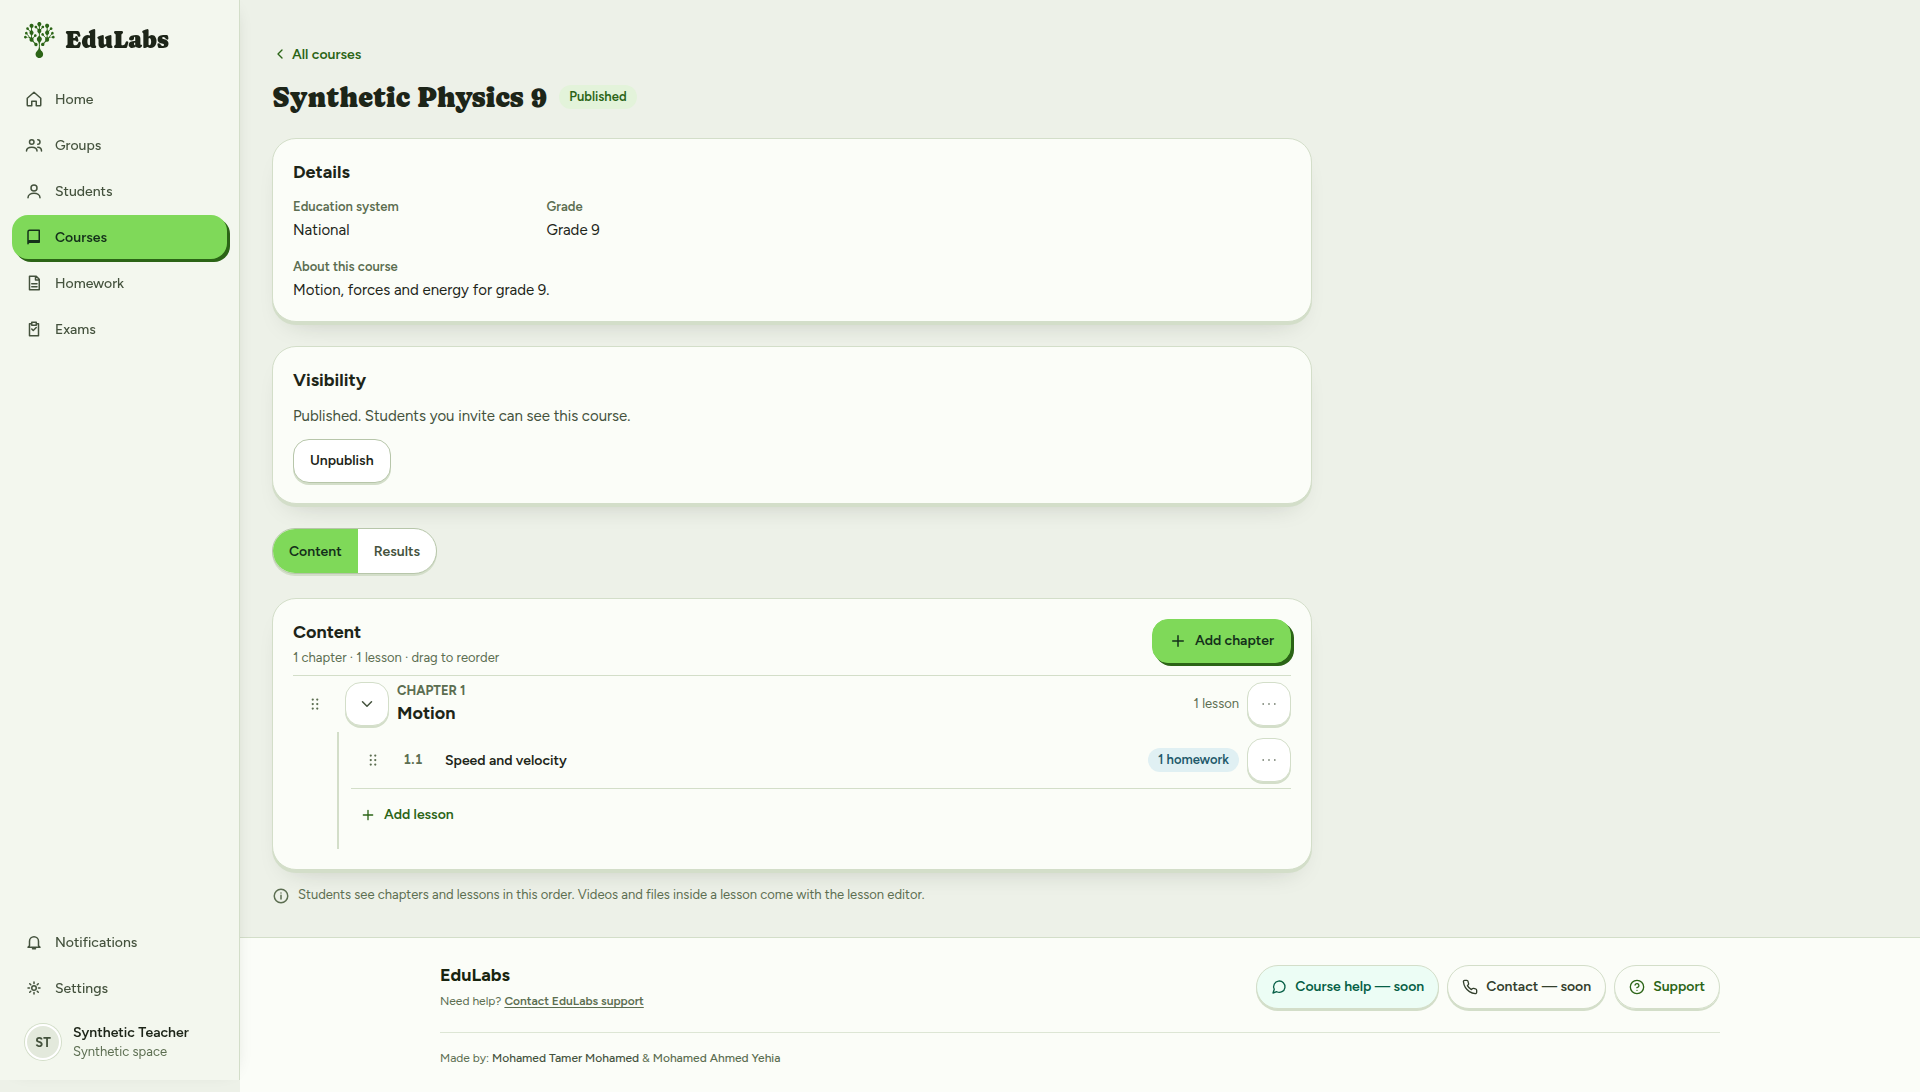 EduLabs
Home
Groups
Students
Courses
Homework
Exams
Notifications
Settings
ST
Synthetic Teacher
Synthetic space
All courses
Synthetic Physics 9
Published
Details
Education system
Grade
National
Grade 9
About this course
Motion, forces and energy for grade 9.
Visibility
Published. Students you invite can see this course.
Unpublish
Content
Results
Content
1 chapter · 1 lesson · drag to reorder
Add chapter
CHAPTER 1
Motion
1 lesson
1.1
Speed and velocity
1 homework
Add lesson
Students see chapters and lessons in this order. Videos and files inside a lesson come with the lesson editor.
EduLabs
Need help? Contact EduLabs support
Course help — soon
Contact — soon
Support
Made by: Mohamed Tamer Mohamed & Mohamed Ahmed Yehia